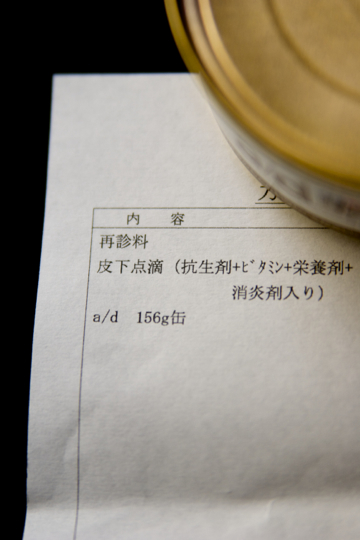 内　容
再診料
皮下点滴（抗生剤+ﾋﾞﾀﾐﾝ+栄養剤+
消炎剤入り）
a/d　156g缶